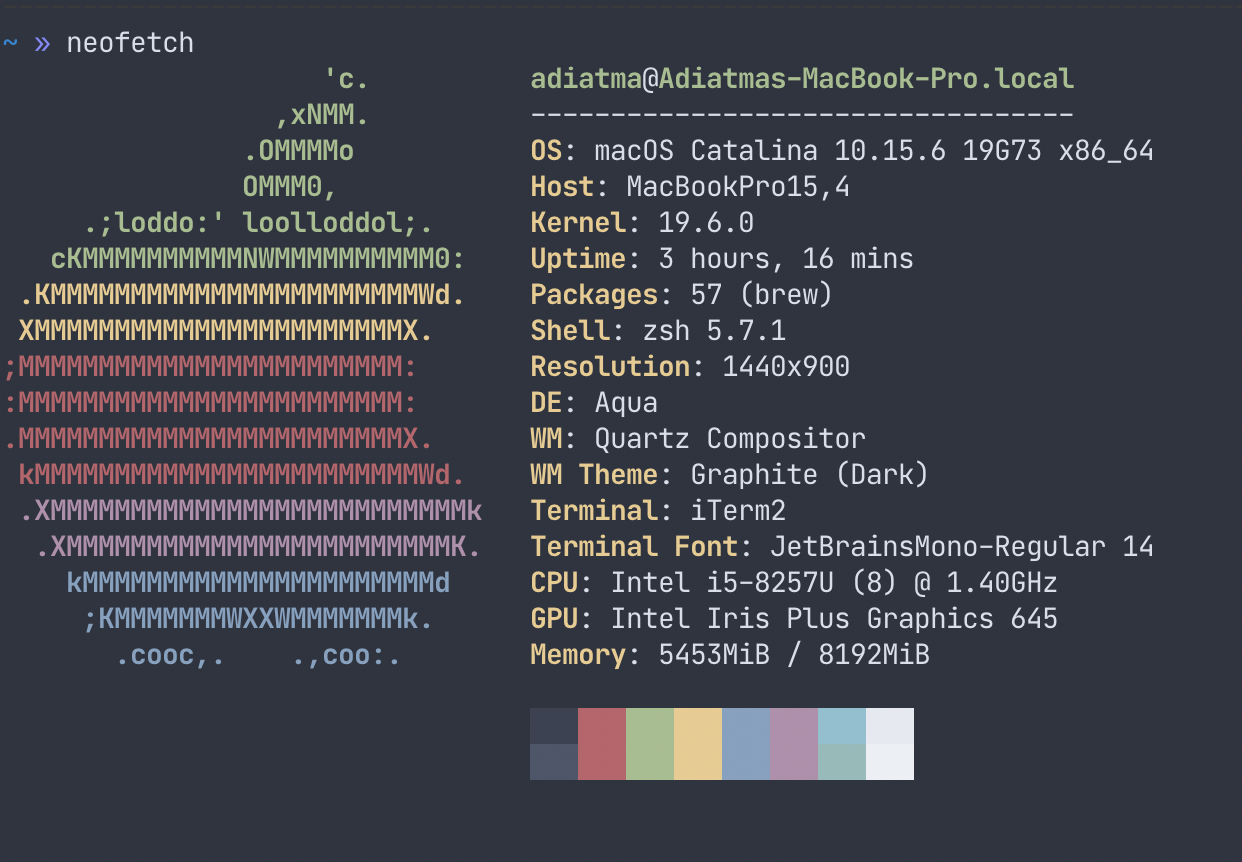 ~ » neofetch
                    'c.          adiatma@Adiatmas-MacBook-Pro.local
                 ,xNMM.          ----------------------------------
               .OMMMMo           OS: macOS Catalina 10.15.6 19G73 x86_64
               OMMM0,            Host: MacBookPro15,4
     .;loddo:' loolloddol;.      Kernel: 19.6.0
   cKMMMMMMMMMMNWMMMMMMMMMM0:    Uptime: 3 hours, 16 mins
 .KMMMMMMMMMMMMMMMMMMMMMMMWd.    Packages: 57 (brew)
 XMMMMMMMMMMMMMMMMMMMMMMMX.      Shell: zsh 5.7.1
;MMMMMMMMMMMMMMMMMMMMMMMM:       Resolution: 1440x900
:MMMMMMMMMMMMMMMMMMMMMMMM:       DE: Aqua
.MMMMMMMMMMMMMMMMMMMMMMMMX.      WM: Quartz Compositor
 kMMMMMMMMMMMMMMMMMMMMMMMMWd.    WM Theme: Graphite (Dark)
 .XMMMMMMMMMMMMMMMMMMMMMMMMMMk   Terminal: iTerm2
  .XMMMMMMMMMMMMMMMMMMMMMMMMK.   Terminal Font: JetBrainsMono-Regular 14
    kMMMMMMMMMMMMMMMMMMMMMMd     CPU: Intel i5-8257U (8) @ 1.40GHz
     ;KMMMMMMMWXXWMMMMMMMk.      GPU: Intel Iris Plus Graphics 645
       .cooc,.    .,coo:.        Memory: 5453MiB / 8192MiB